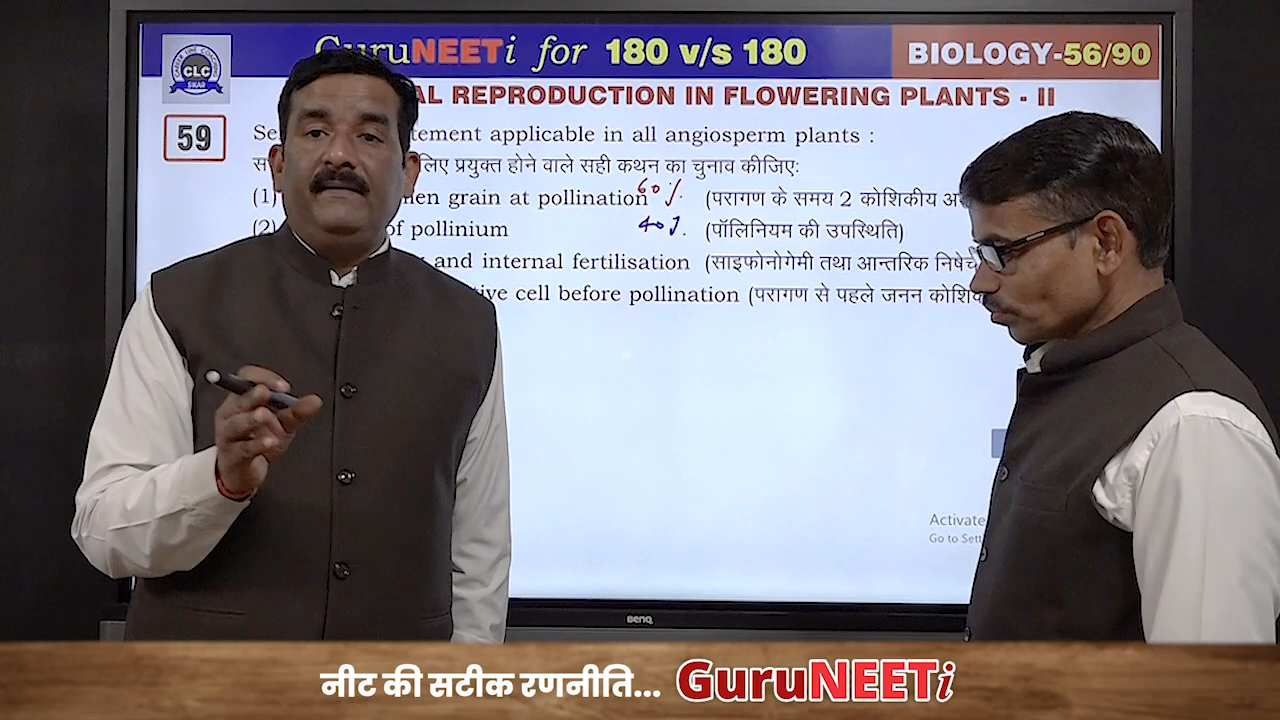 GuruNEETi for 180 v/s 180
BIOLOGY-56/90
CLC
SIKAR
AL REPRODUCTION IN FLOWERING PLANTS - II
59
Se tement applicable in all angiosperm plants :
स लिए प्रयुक्त होने वाले सही कथन का चुनाव कीजिए:
(1) len grain at pollination 60%. (परागण के समय 2 कोशिकीय
(2) of pollinium 40%. (पॉलिनियम की उपस्थिति)
y and internal fertilisation (साइफोनोगेमी तथा आन्तरिक निषेच
tive cell before pollination (परागण से पहले जनन कोशि
Activate
Go to Sett
BenQ
नीट की सटीक रणनीति... GuruNEETi